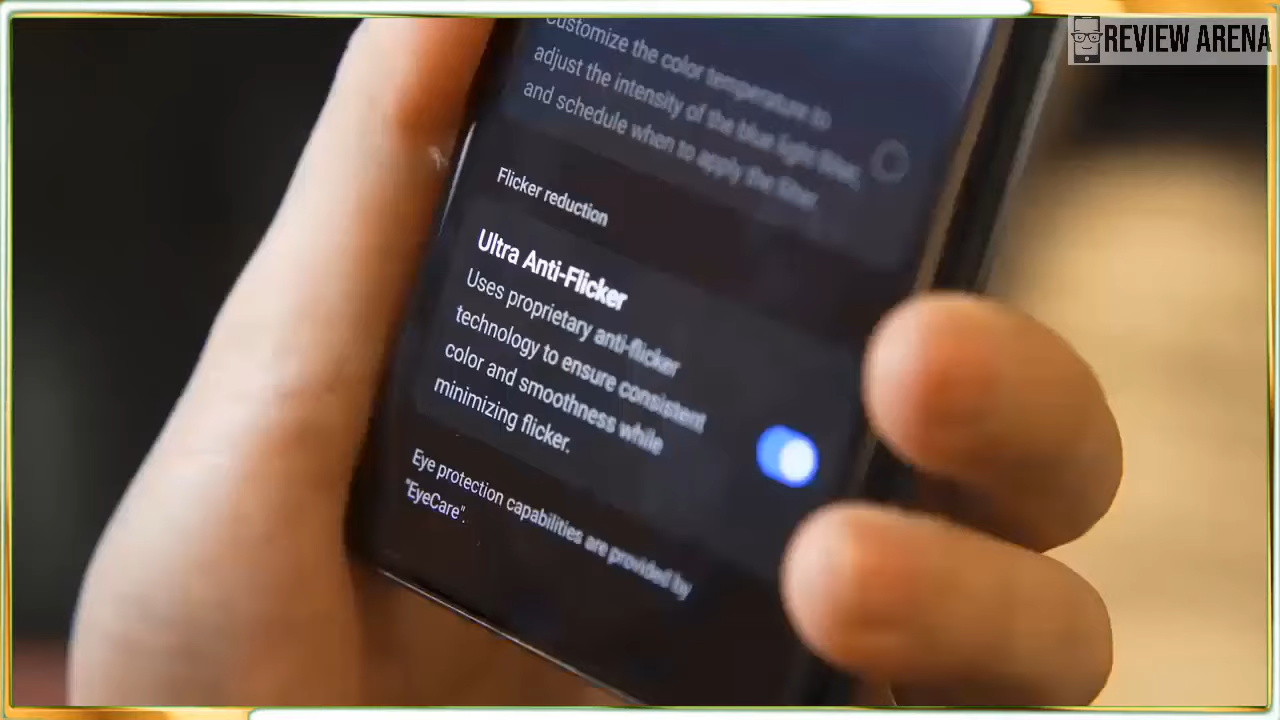 REVIEW ARENA
Customize the color temperature to
adjust the intensity of the blue light filter,
and schedule when to apply the filter.
Flicker reduction
Ultra Anti-Flicker
Uses proprietary anti-flicker
technology to ensure consistent
color and smoothness while
minimizing flicker.
Eye protection capabilities are provided by
"EyeCare".